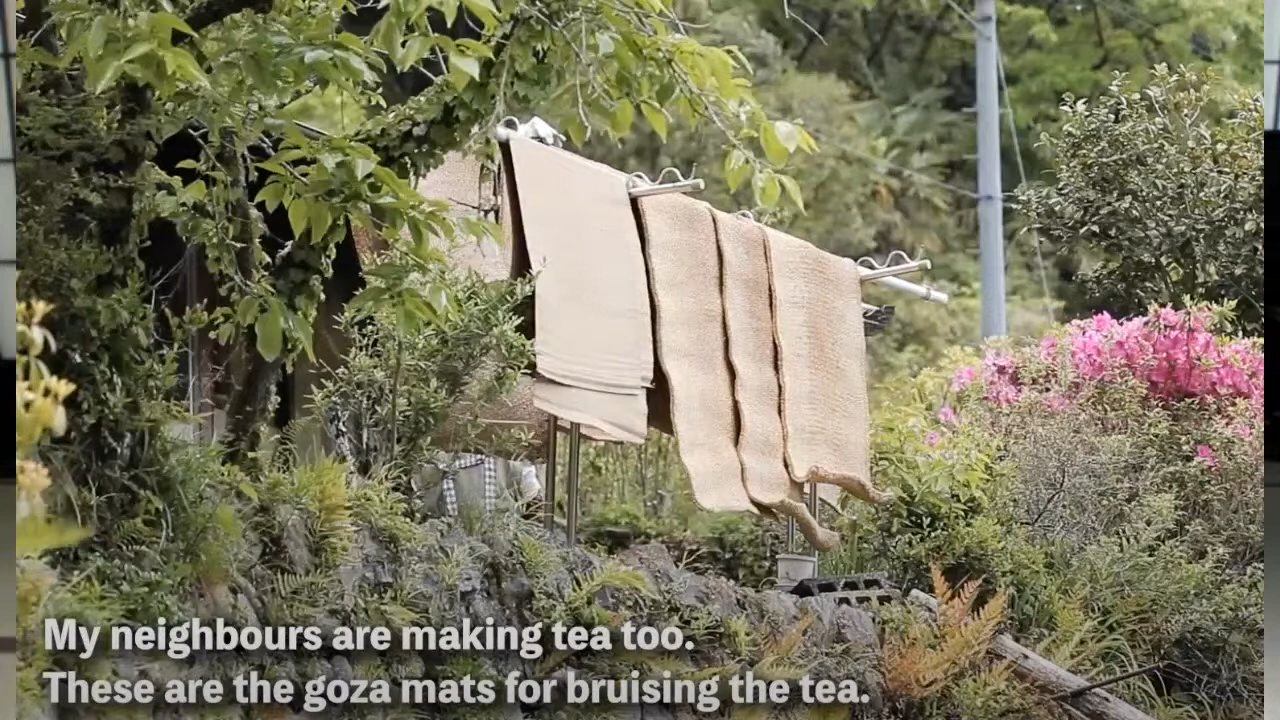 My neighbours are making tea too.
These are the goza mats for bruising the tea.